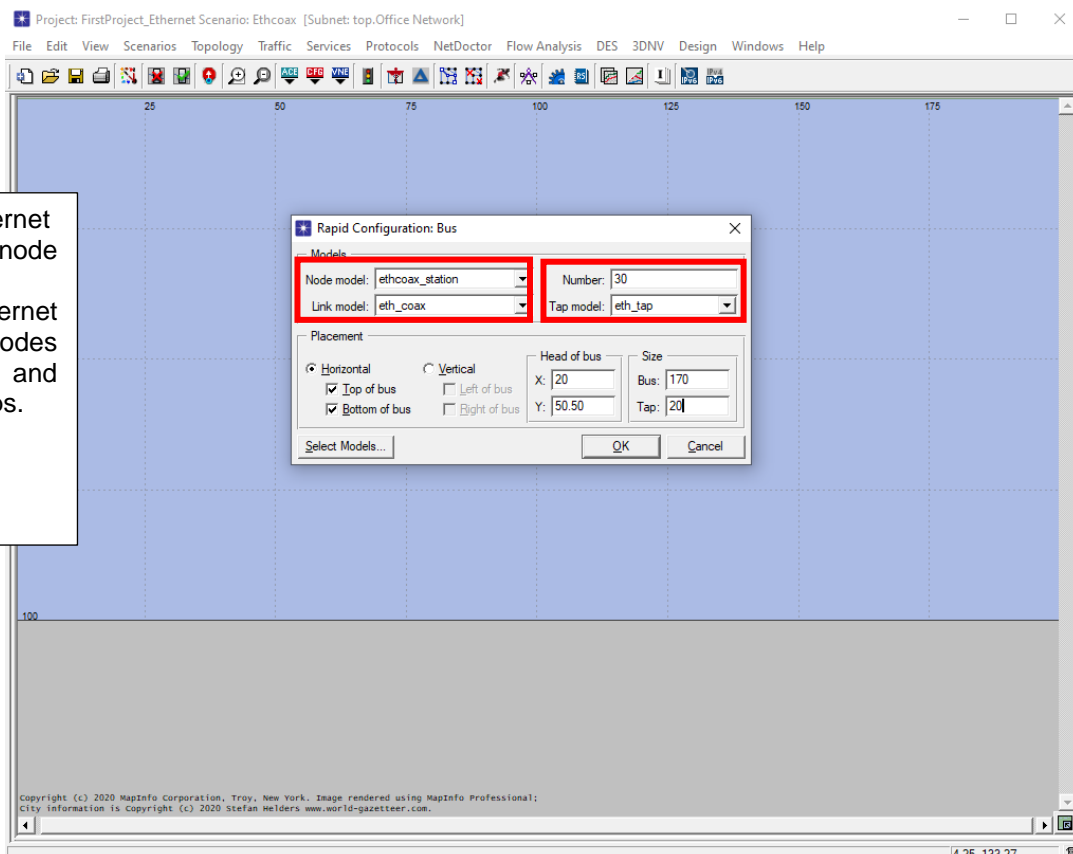 Project: FirstProject_Ethernet Scenario: Ethcoax [Subnet: top.Office Network]
File Edit View Scenarios Topology Traffic Services Protocols NetDoctor Flow Analysis DES 3DNV Design Windows Help
25 50 75 100 125 150 175
ernet
node
ernet
odes
and
os.
Rapid Configuration: Bus
Models
Node model: ethcoax_station Number: 30
Link model: eth_coax Tap model: eth_tap
Placement
Horizontal Vertical Head of bus Size
Top of bus Left of bus X: 20 Bus: 170
Bottom of bus Right of bus Y: 50.50 Tap: 20
Select Models... OK Cancel
100
Copyright (c) 2020 MapInfo Corporation, Troy, New York. Image rendered using MapInfo Professional;
City information is Copyright (c) 2020 Stefan Helders www.world-gazetteer.com.